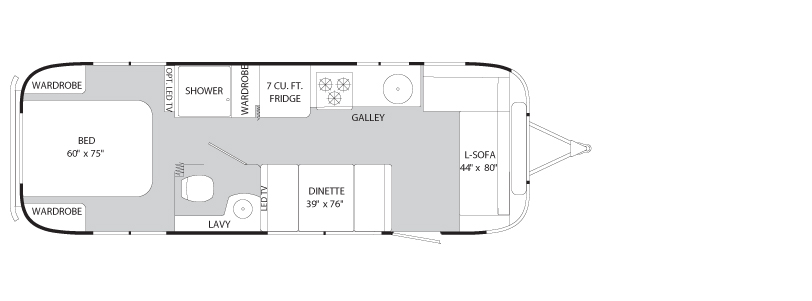 WARDROBE
BED
60" x 75"
WARDROBE
OPT. LED TV
SHOWER
WARDROBE
7 CU. FT.
FRIDGE
GALLEY
L-SOFA
44" x 80"
LED TV
DINETTE
39" x 76"
LAVY